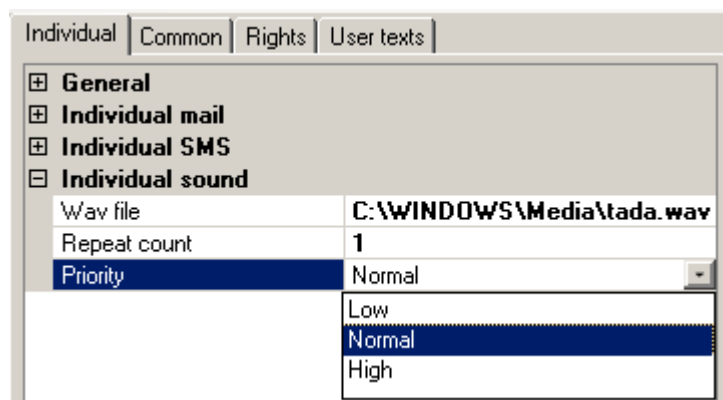 Individual Common Rights User texts
General
Individual mail
Individual SMS
Individual sound
Wav file C:\WINDOWS\Media\tada.wav
Repeat count 1
Priority Normal
Low
Normal
High